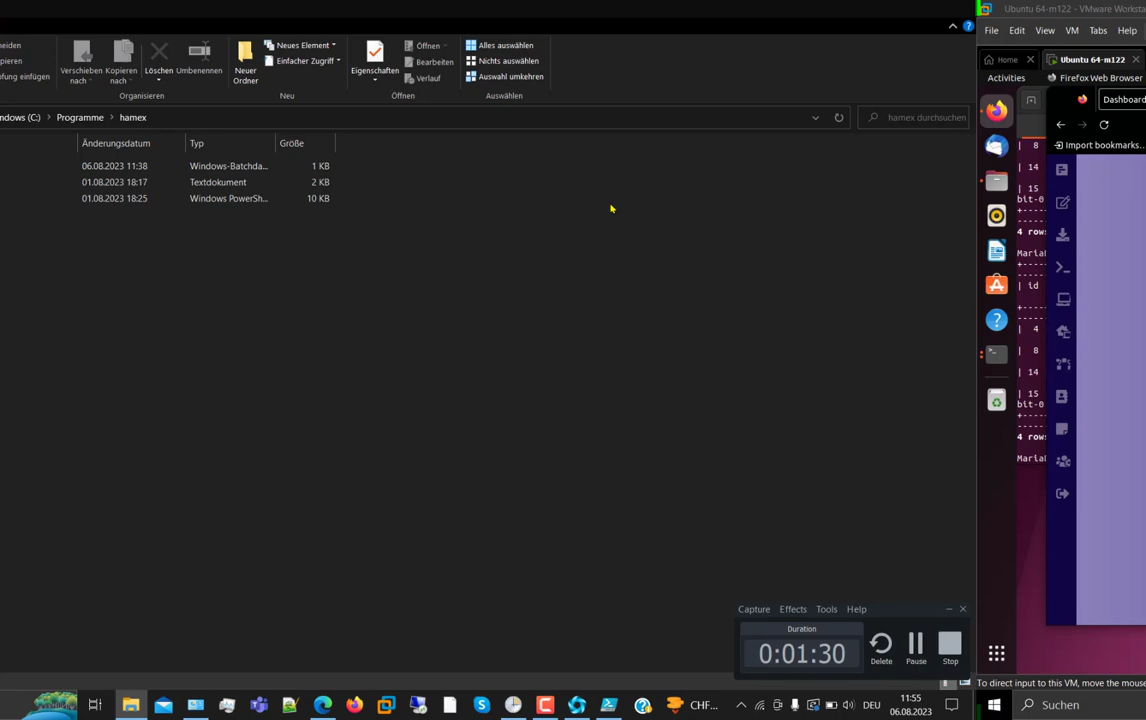 Ubuntu 64-m122 - VMware Worksta
File Edit View VM Tabs Help
Home
Ubuntu 64-m122
Activities
Firefox Web Browser
Dashboard
Import bookmarks...
neiden
pieren
pfung einfügen
Verschieben nach
Kopieren nach
Löschen
Umbenennen
Neuer Ordner
Neues Element
Einfacher Zugriff
Eigenschaften
Öffnen
Bearbeiten
Verlauf
Alles auswählen
Nichts auswählen
Auswahl umkehren
Organisieren
Neu
Öffnen
Auswählen
ndows (C:) > Programme > hamex
hamex durchsuchen
Änderungsdatum Typ Größe
06.08.2023 11:38 Windows-Batchda... 1 KB
01.08.2023 18:17 Textdokument 2 KB
01.08.2023 18:25 Windows PowerSh... 10 KB
| 8
| 14
| 15
bit-0
+-----
4 rows
Maria
+-----
| id
+-----
| 4
| 8
| 14
| 15
bit-0
+-----
4 rows
Maria
Capture Effects Tools Help
Duration
0:01:30
Delete Pause Stop
To direct input to this VM, move the mouse
CHF...
DEU
11:55
06.08.2023
Suchen